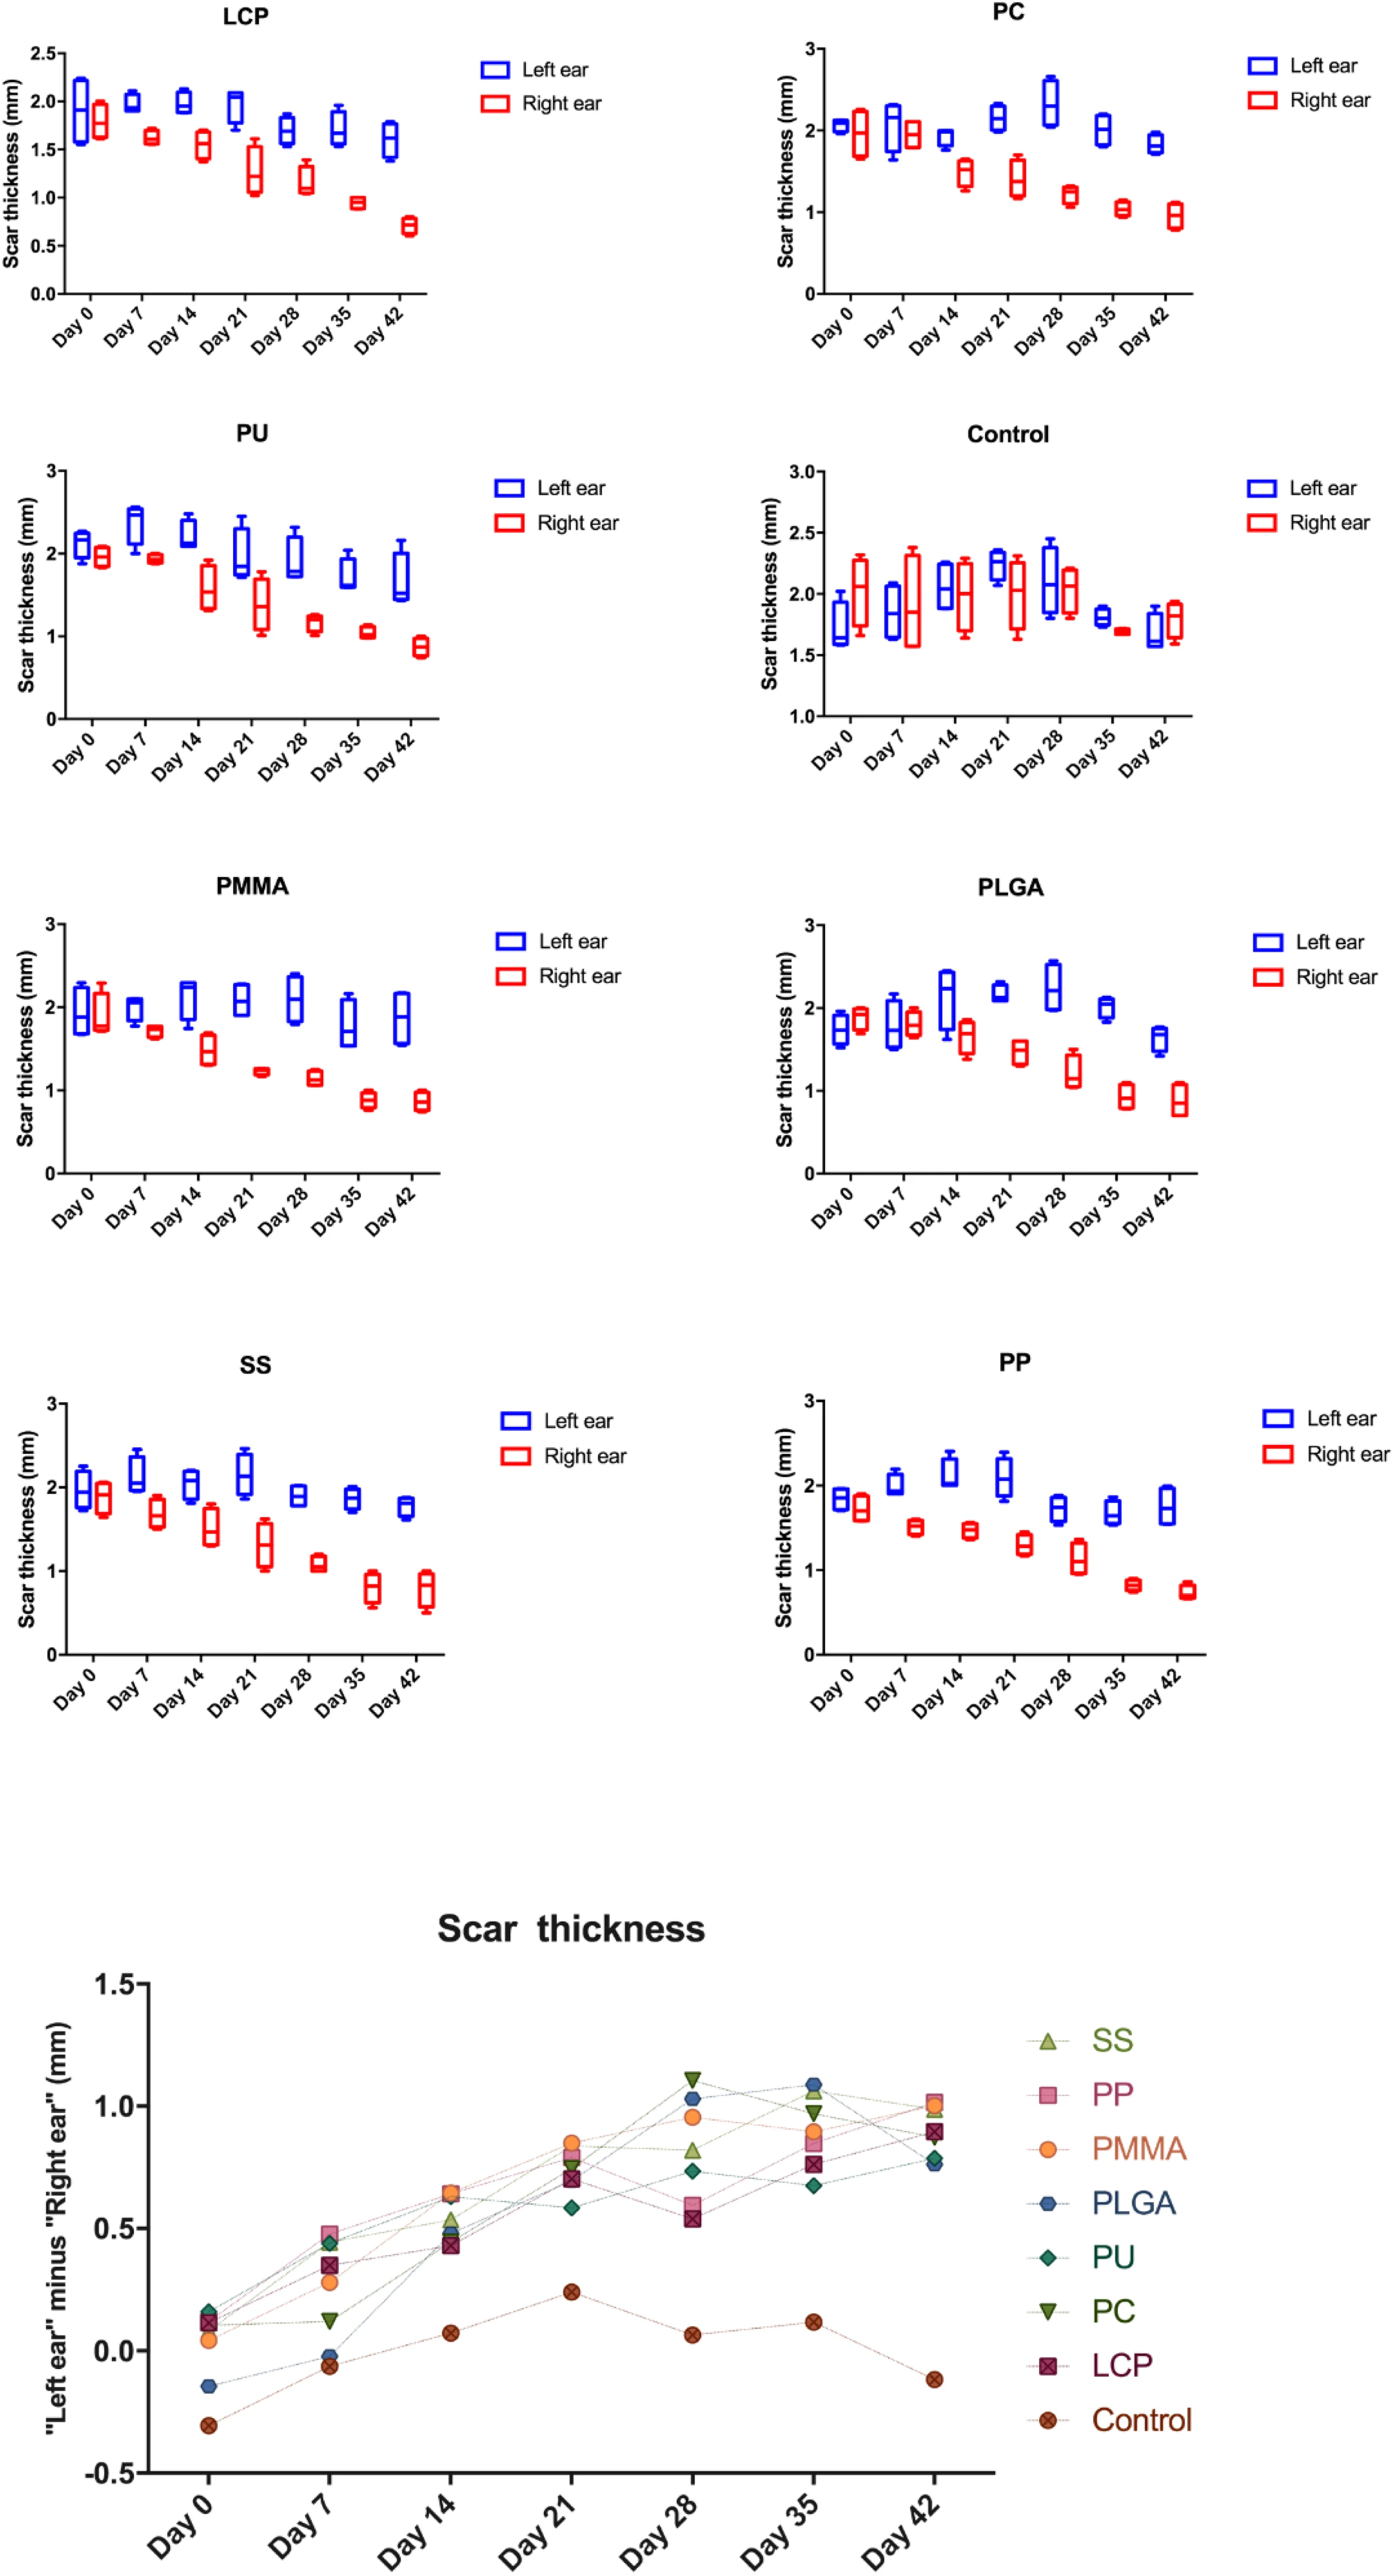 LCP
2.5
2.0
1.5
1.0
0.5
0.0
Scar thickness (mm)
Left ear
Right ear
Day 0
Day 7
Day 14
Day 21
Day 28
Day 35
Day 42
PC
3
2
1
0
Scar thickness (mm)
Left ear
Right ear
Day 0
Day 7
Day 14
Day 21
Day 28
Day 35
Day 42
PU
3
2
1
0
Scar thickness (mm)
Left ear
Right ear
Day 0
Day 7
Day 14
Day 21
Day 28
Day 35
Day 42
Control
3.0
2.5
2.0
1.5
1.0
Scar thickness (mm)
Left ear
Right ear
Day 0
Day 7
Day 14
Day 21
Day 28
Day 35
Day 42
PMMA
3
2
1
0
Scar thickness (mm)
Left ear
Right ear
Day 0
Day 7
Day 14
Day 21
Day 28
Day 35
Day 42
PLGA
3
2
1
0
Scar thickness (mm)
Left ear
Right ear
Day 0
Day 7
Day 14
Day 21
Day 28
Day 35
Day 42
SS
3
2
1
0
Scar thickness (mm)
Left ear
Right ear
Day 0
Day 7
Day 14
Day 21
Day 28
Day 35
Day 42
PP
3
2
1
0
Scar thickness (mm)
Left ear
Right ear
Day 0
Day 7
Day 14
Day 21
Day 28
Day 35
Day 42
Scar thickness
1.5
1.0
0.5
0.0
-0.5
"Left ear" minus "Right ear" (mm)
SS
PP
PMMA
PLGA
PU
PC
LCP
Control
Day 0
Day 7
Day 14
Day 21
Day 28
Day 35
Day 42